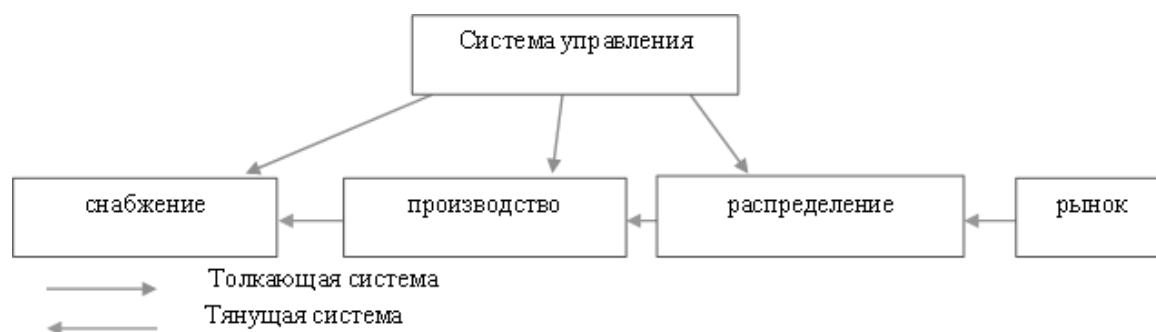 Система управления
снабжение
производство
распределение
рынок
Толкающая система
Тянущая система